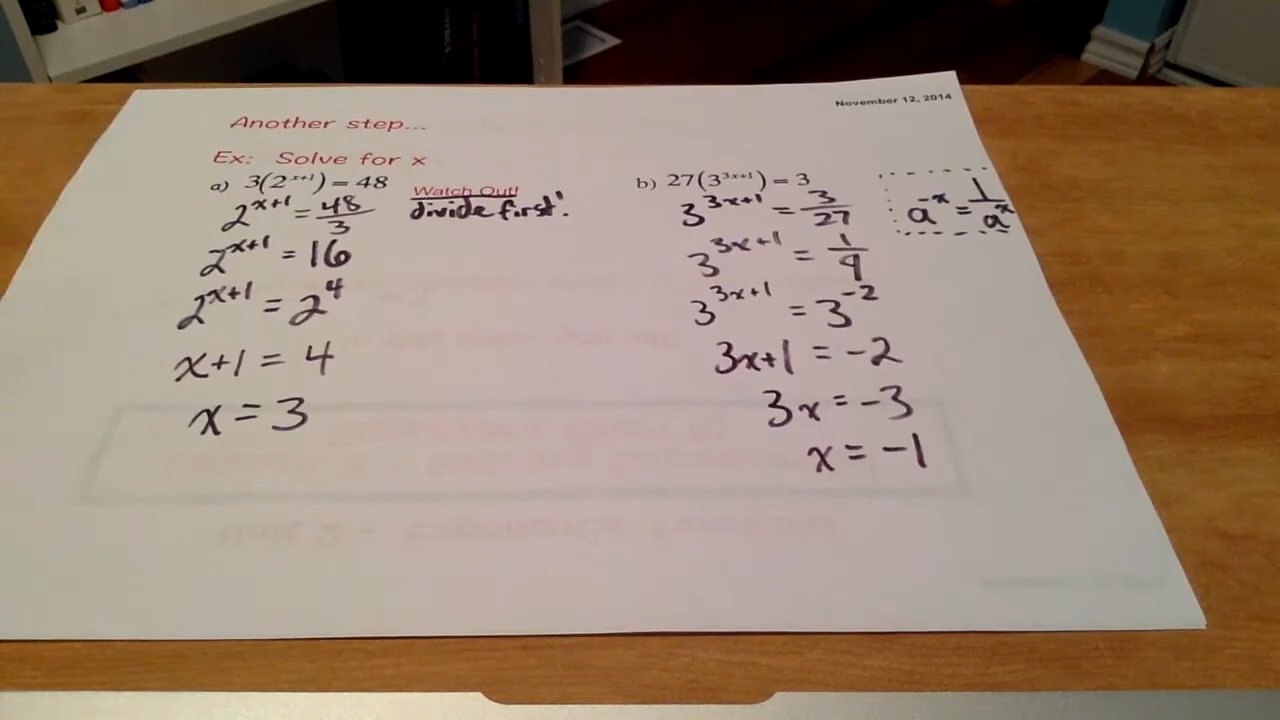 November 12, 2014
Another step...
Ex: Solve for x
a) 3(2^{x+1}) = 48
Watch Out!
divide first!
2^{x+1} = 48/3
2^{x+1} = 16
2^{x+1} = 2^4
x+1 = 4
x = 3
b) 27(3^{3x+1}) = 3
3^{3x+1} = 3/27
3^{3x+1} = 1/9
3^{3x+1} = 3^{-2}
3x+1 = -2
3x = -3
x = -1
a^{-x} = 1/a^x